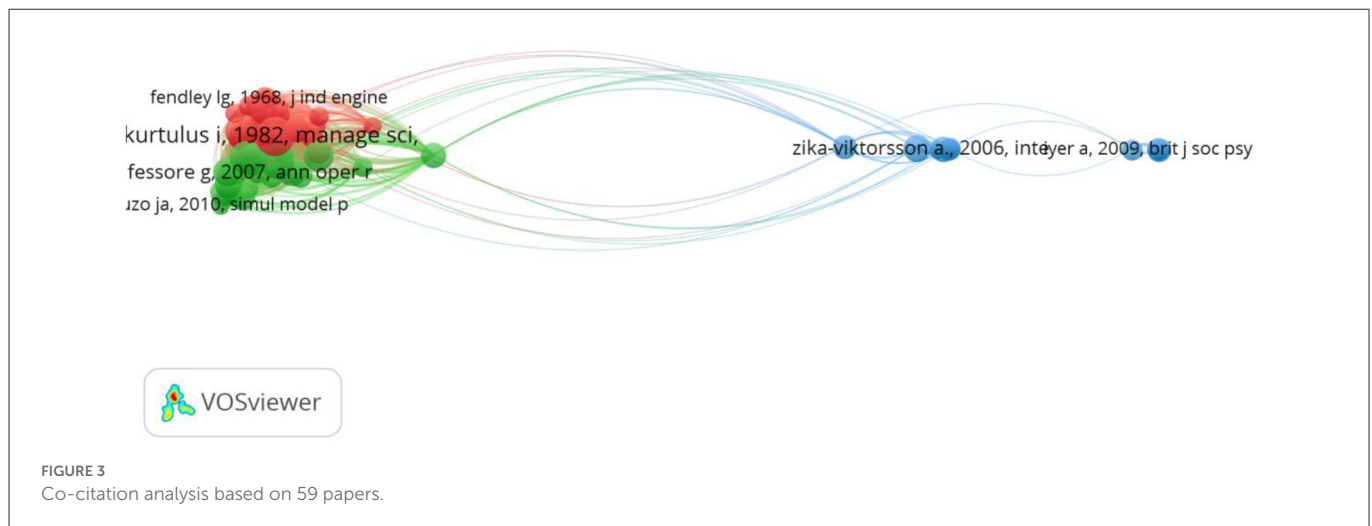 fendley lg, 1968, j ind engine
kurtulus i, 1982, manage sci,
fessore g, 2007, ann oper r
uzo ja, 2010, simul model p
zika-viktorsson a., 2006, inte
iyer a, 2009, brit j soc psy
VOSviewer
FIGURE 3
Co-citation analysis based on 59 papers.